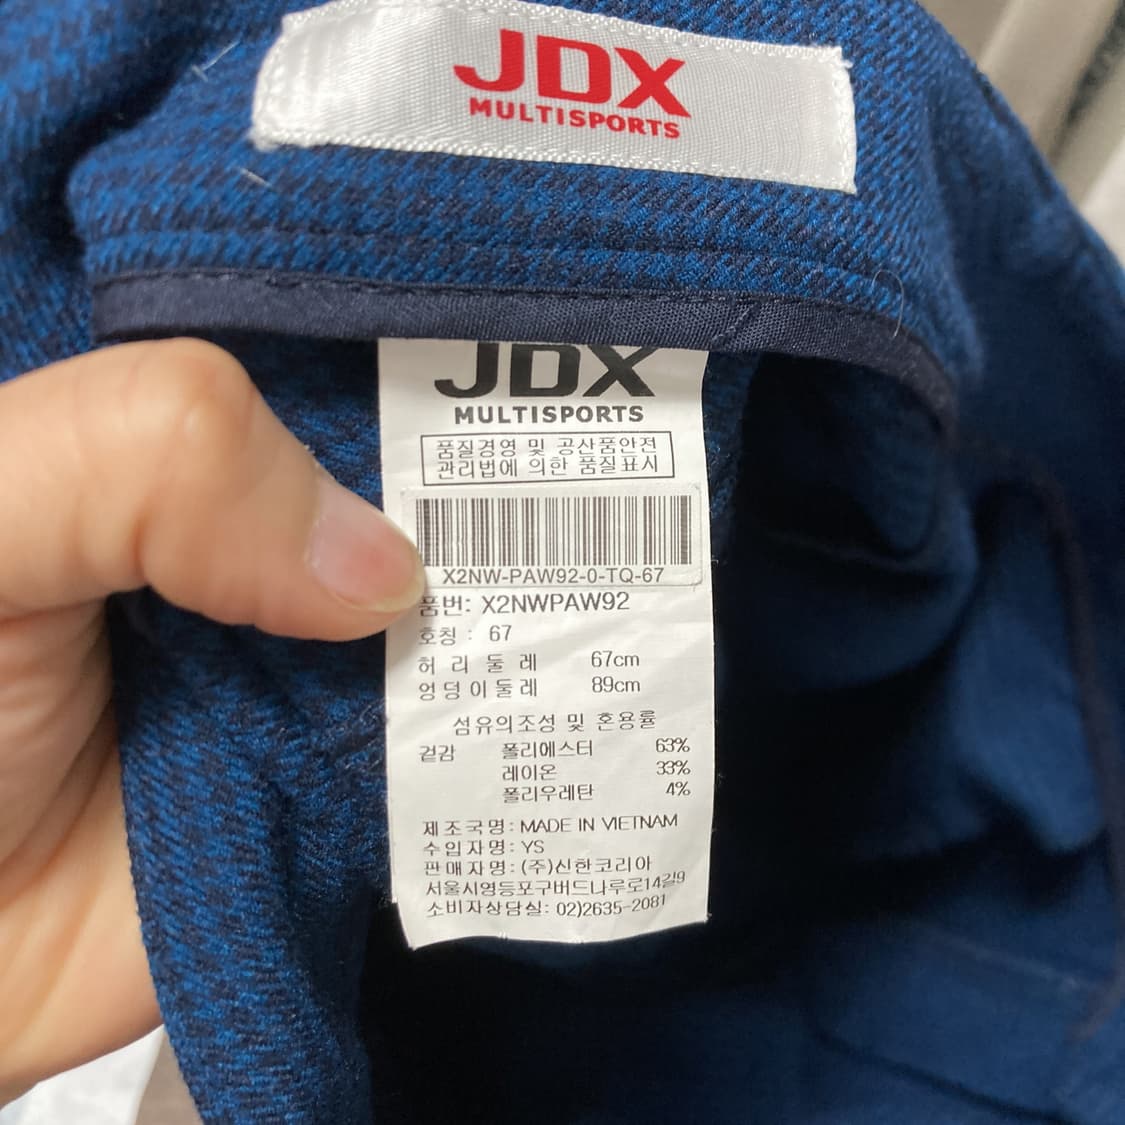 JDX
MULTISPORTS
JDX
MULTISPORTS
품질경영 및 공산품안전
관리법에 의한 품질표시
X2NW-PAW92-0-TQ-67
품번: X2NWPAW92
호칭 : 67
허 리 둘 레 67cm
엉덩이둘레 89cm
섬유의조성 및 혼용률
겉감 폴리에스터 63%
레이온 33%
폴리우레탄 4%
제조국명: MADE IN VIETNAM
수입자명: YS
판매자명: (주)신한코리아
서울시영등포구버드나루로14길9
소비자상담실: 02)2635-2081